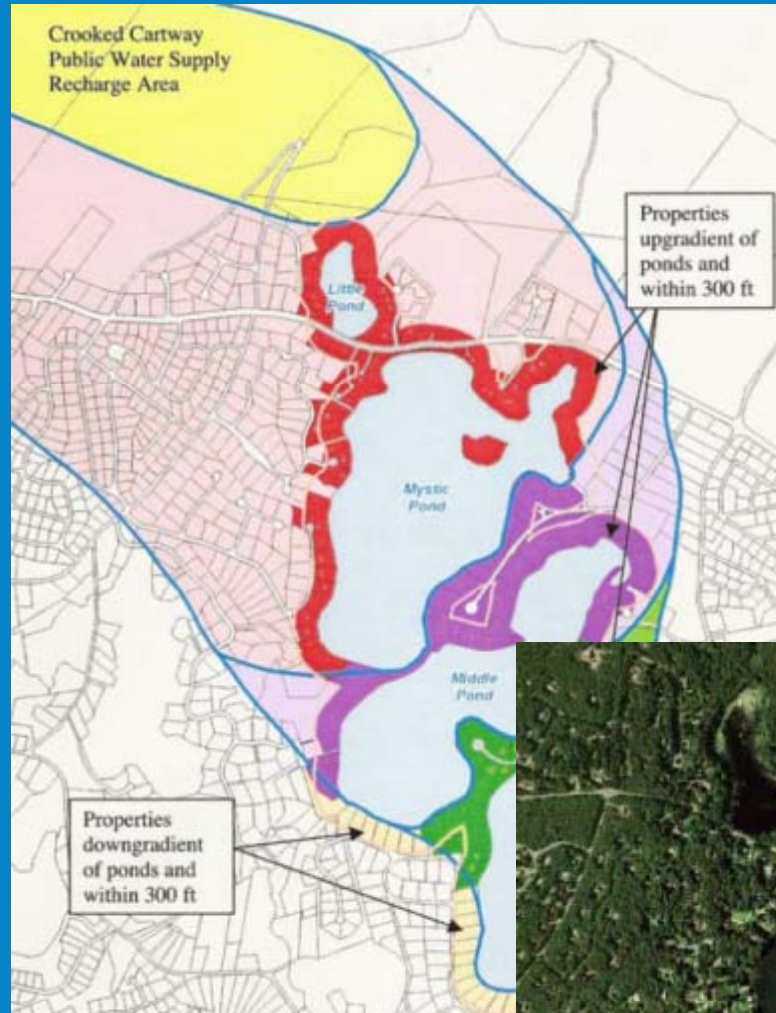 Crooked Cartway
Public Water Supply
Recharge Area
Properties
upgradient of
ponds and
within 300 ft
Little
Pond
Mystic
Pond
Middle
Pond
Properties
downgradient
of ponds and
within 300 ft